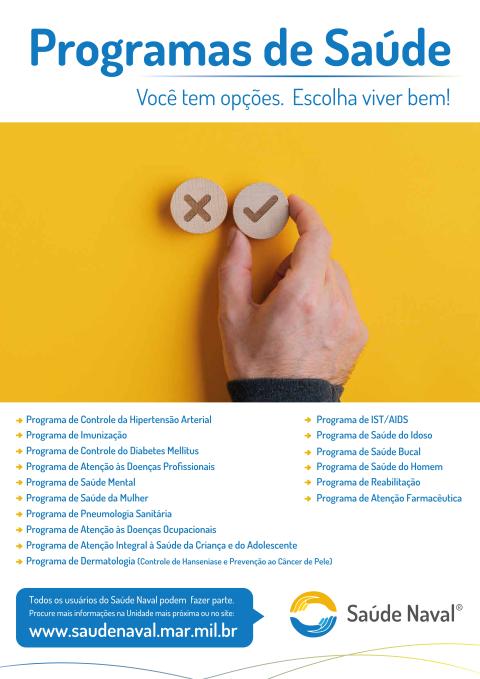 Programas de Saúde
Você tem opções. Escolha viver bem!
Programa de Controle da Hipertensão Arterial
Programa de Imunização
Programa de Controle do Diabetes Mellitus
Programa de Atenção às Doenças Profissionais
Programa de Saúde Mental
Programa de Saúde da Mulher
Programa de Pneumologia Sanitária
Programa de Atenção às Doenças Ocupacionais
Programa de Atenção Integral à Saúde da Criança e do Adolescente
Programa de Dermatologia (Controle de Hanseniase e Prevenção ao Câncer de Pele)
Programa de IST/AIDS
Programa de Saúde do Idoso
Programa de Saúde Bucal
Programa de Saúde do Homem
Programa de Reabilitação
Programa de Atenção Farmacêutica
Todos os usuários do Saúde Naval podem fazer parte.
Procure mais informações na Unidade mais próxima ou no site:
www.saudenaval.mar.mil.br
Saúde Naval®